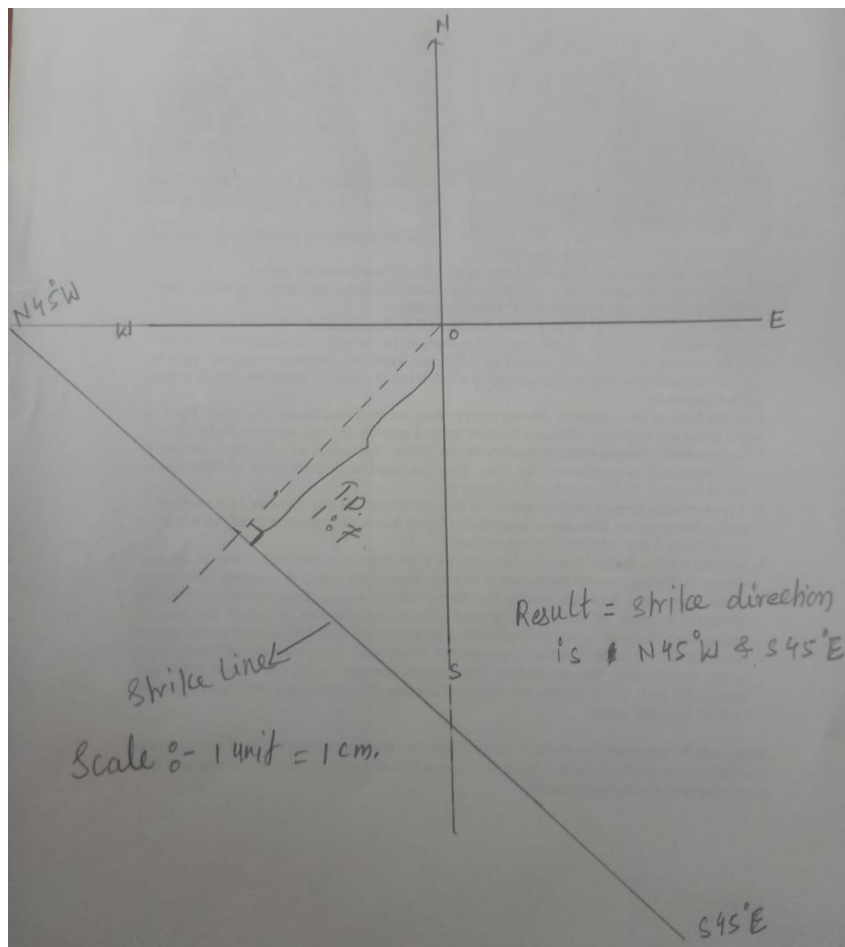 N
N45°W
W
O
E
T.D.
1:7
Result = Strike direction
is N45°W & S45°E
S
Strike line
Scale :- 1 unit = 1 cm.
S45°E